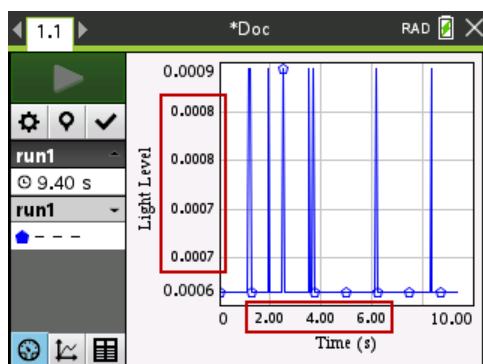 1.1
*Doc
RAD
run1
9.40 s
run1
0.0009
0.0008
0.0008
0.0007
0.0007
0.0006
Light Level
0 2.00 4.00 6.00 10.00
Time (s)